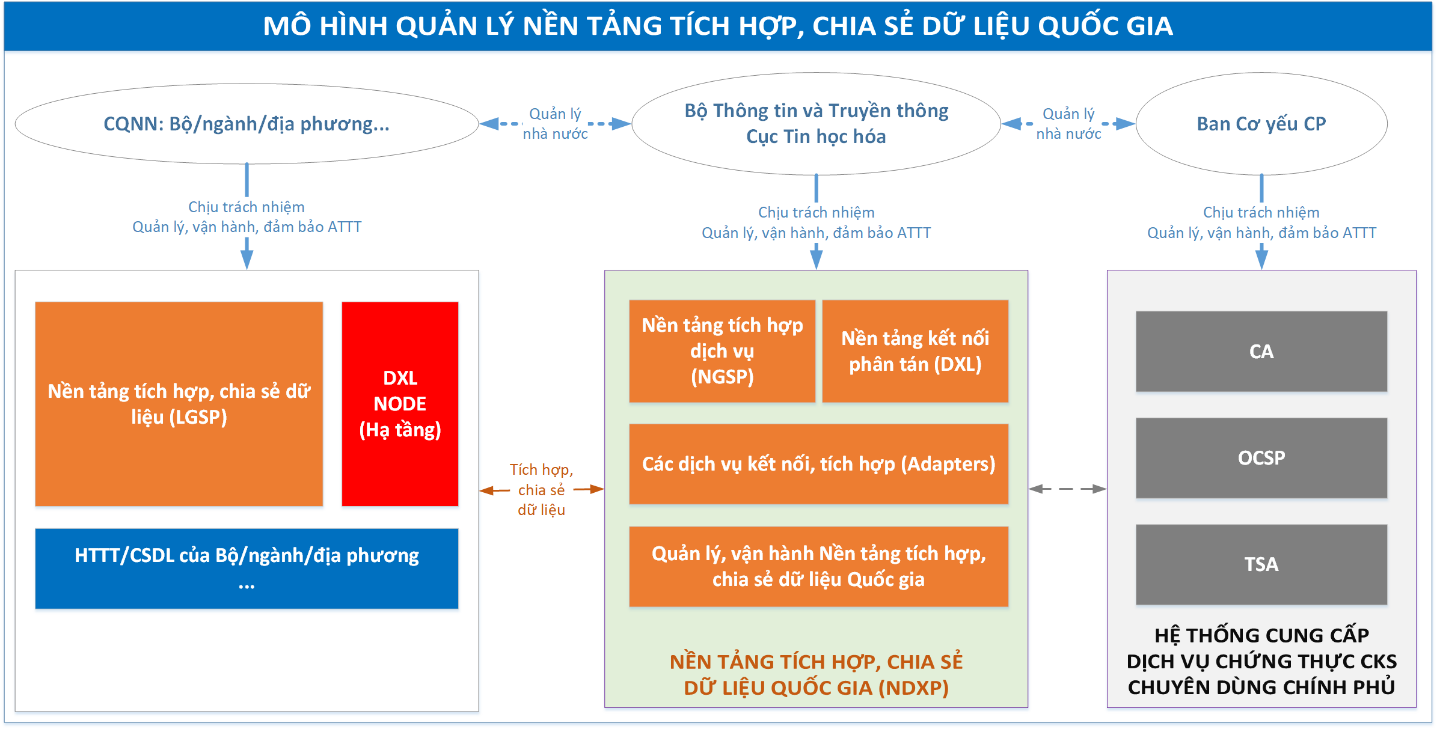 MÔ HÌNH QUẢN LÝ NỀN TẢNG TÍCH HỢP, CHIA SẺ DỮ LIỆU QUỐC GIA
CQNN: Bộ/ngành/địa phương...
Quản lý
nhà nước
Bộ Thông tin và Truyền thông
Cục Tin học hóa
Quản lý
nhà nước
Ban Cơ yếu CP
Chịu trách nhiệm
Quản lý, vận hành, đảm bảo ATTT
Chịu trách nhiệm
Quản lý, vận hành, đảm bảo ATTT
Chịu trách nhiệm
Quản lý, vận hành, đảm bảo ATTT
Nền tảng tích hợp, chia sẻ dữ
liệu (LGSP)
DXL
NODE
(Hạ tầng)
HTTT/CSDL của Bộ/ngành/địa phương
...
Tích hợp,
chia sẻ
dữ liệu
Nền tảng tích hợp
dịch vụ
(NGSP)
Nền tảng kết nối
phân tán (DXL)
Các dịch vụ kết nối, tích hợp (Adapters)
Quản lý, vận hành Nền tảng tích hợp,
chia sẻ dữ liệu Quốc gia
NỀN TẢNG TÍCH HỢP, CHIA SẺ
DỮ LIỆU QUỐC GIA (NDXP)
CA
OCSP
TSA
HỆ THỐNG CUNG CẤP
DỊCH VỤ CHỨNG THỰC CKS
CHUYÊN DÙNG CHÍNH PHỦ